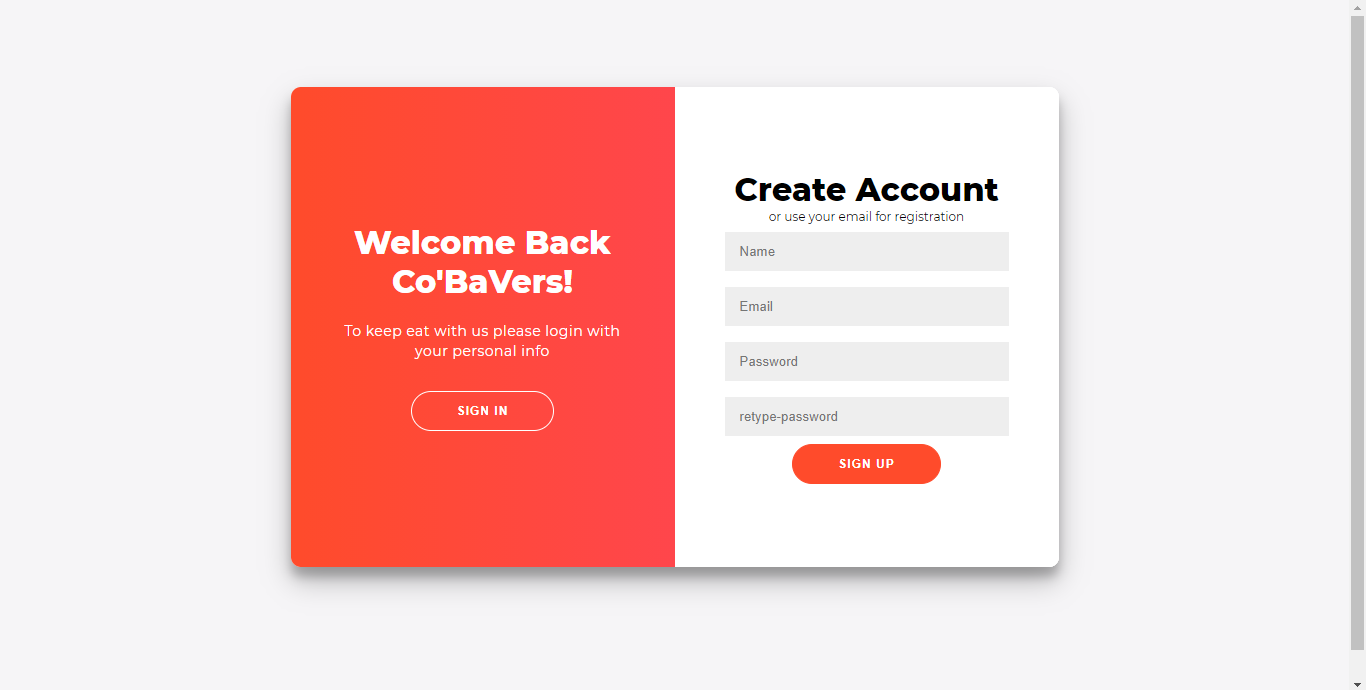 Welcome Back
Co'BaVers!
To keep eat with us please login with
your personal info
SIGN IN
Create Account
or use your email for registration
Name
Email
Password
retype-password
SIGN UP